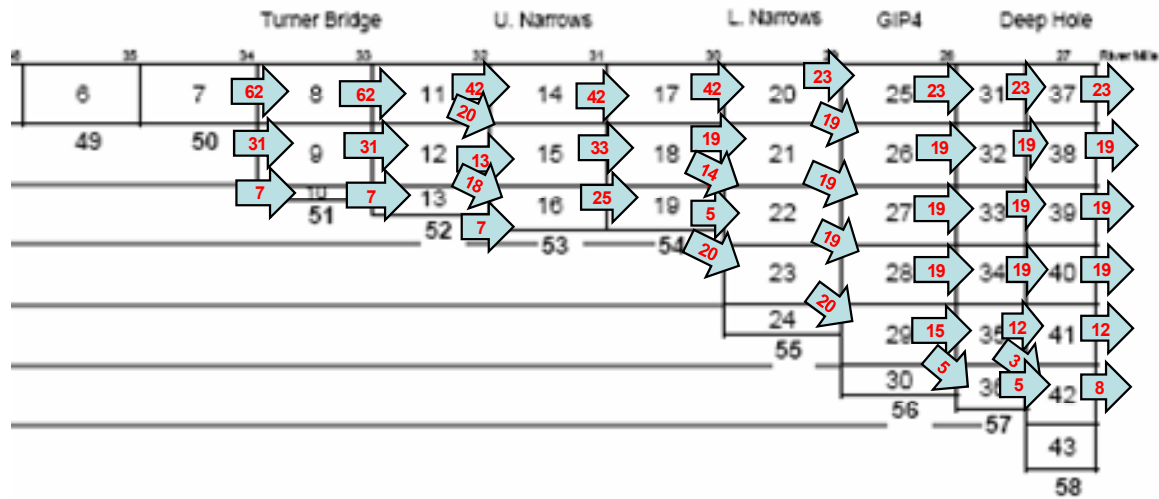 Turner Bridge U. Narrows L. Narrows GIP4 Deep Hole
35 34 33 32 31 30 29 28 27 River Mile
6 7 62 8 62 11 42 14 42 17 42 20 23 25 23 31 23 37 23
20 19
49 50 31 9 31 12 13 15 33 18 19 21 26 19 32 19 38 19
18 14 19
7 10 7 13 16 25 19 5 22 27 19 33 19 39 19
51 52 7 53 54 20 19
23 28 19 34 19 40 19
20
24 29 15 35 12 41 12
55 5 3
30 36 5 42 8
56 57
43
58